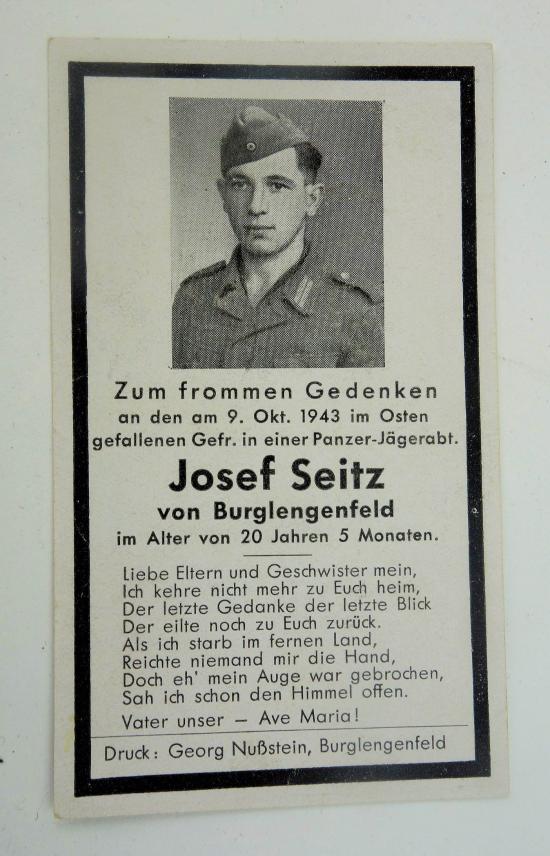 Zum frommen Gedenken
an den am 9. Okt. 1943 im Osten
gefallenen Gefr. in einer Panzer-Jägerabt.
Josef Seitz
von Burglengenfeld
im Alter von 20 Jahren 5 Monaten.
Liebe Eltern und Geschwister mein,
Ich kehre nicht mehr zu Euch heim,
Der letzte Gedanke der letzte Blick
Der eilte noch zu Euch zurück.
Als ich starb im fernen Land,
Reichte niemand mir die Hand,
Doch eh' mein Auge war gebrochen,
Sah ich schon den Himmel offen.
Vater unser — Ave Maria!
Druck: Georg Nußstein, Burglengenfeld